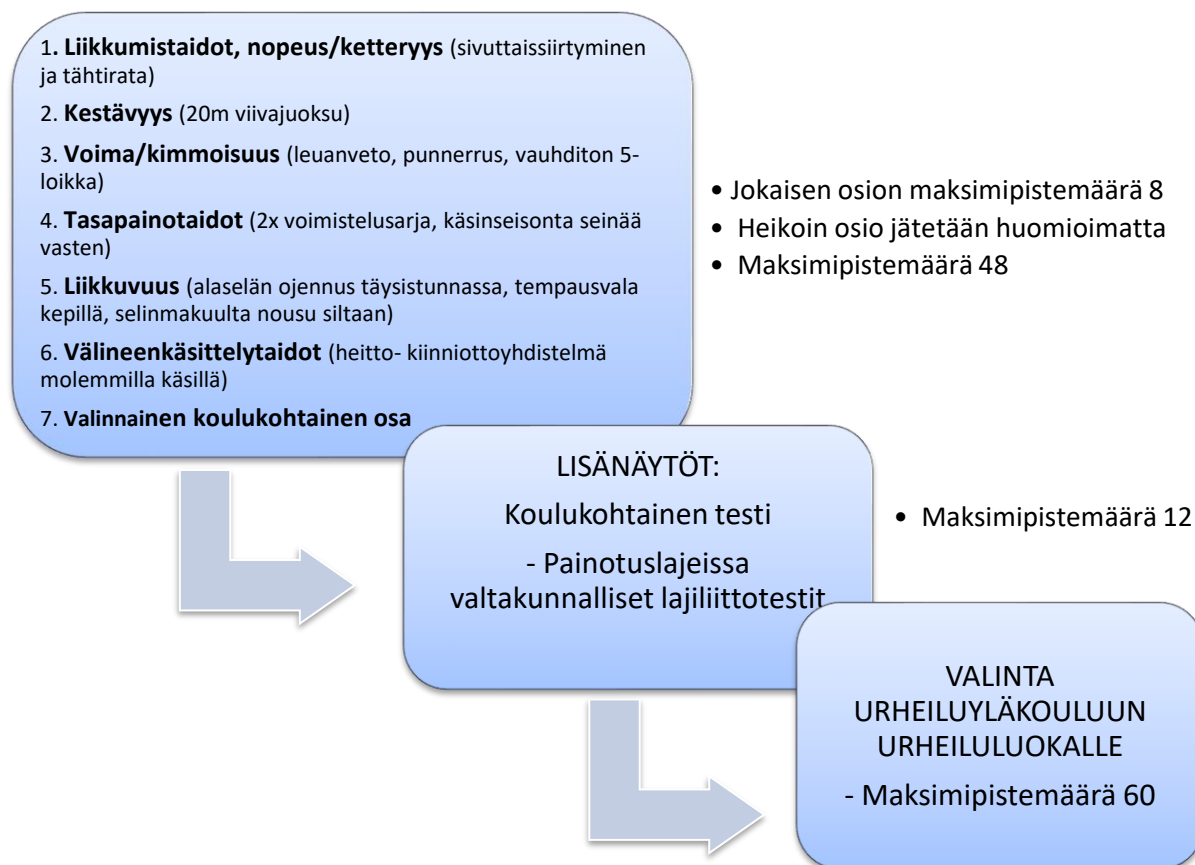 1. Liikkumistaidot, nopeus/ketteryys (sivuttaissiirtyminen
ja tähtirata)
2. Kestävyys (20m viivajuoksu)
3. Voima/kimmoisuus (leuanveto, punnerrus, vauhditon 5-
loikka)
4. Tasapainotaidot (2x voimistelusarja, käsinseisonta seinää
vasten)
5. Liikkuvuus (alaselän ojennus täysistunnassa, tempausvala
kepillä, selinmakuulta nousu siltaan)
6. Välineenkäsittelytaidot (heitto- kiinniottoyhdistelmä
molemmilla käsillä)
7. Valinnainen koulukohtainen osa
• Jokaisen osion maksimipistemäärä 8
• Heikoin osio jätetään huomioimatta
• Maksimipistemäärä 48
LISÄNÄYTÖT:
Koulukohtainen testi
- Painotuslajeissa
valtakunnalliset lajiliittotestit
• Maksimipistemäärä 12
VALINTA
URHEILUYLÄKOULUUN
URHEILULUOKALLE
- Maksimipistemäärä 60